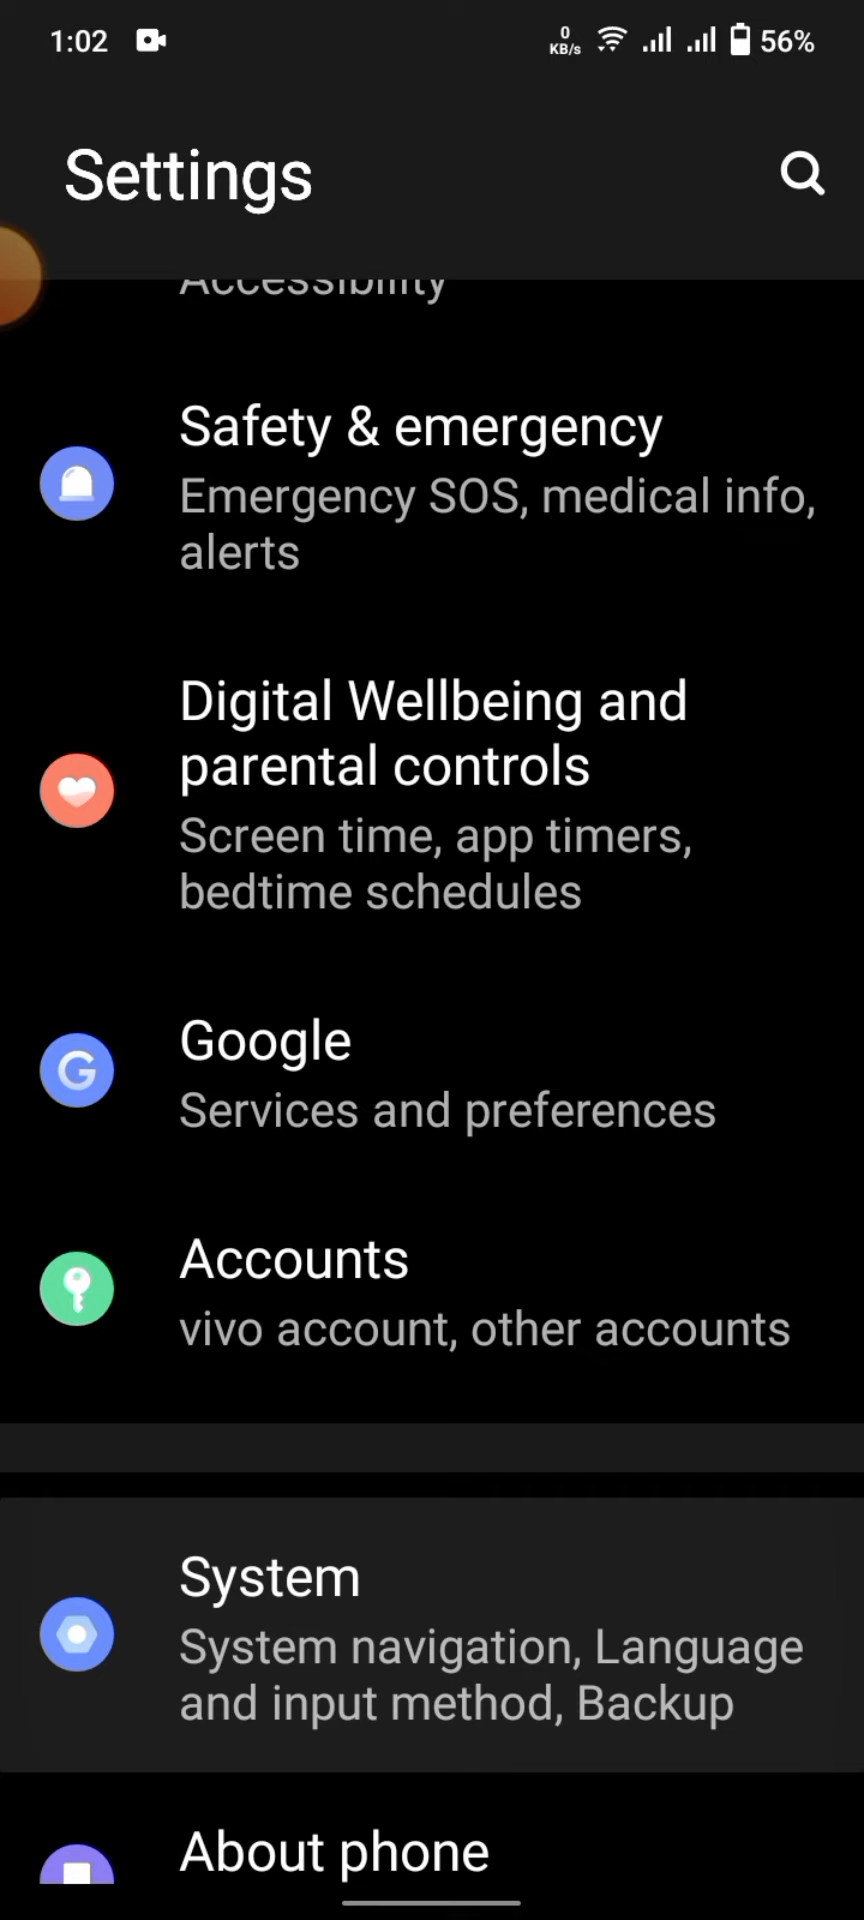 1:02
0
KB/s
56%
Settings
Accessibility
Safety & emergency
Emergency SOS, medical info,
alerts
Digital Wellbeing and
parental controls
Screen time, app timers,
bedtime schedules
G
Google
Services and preferences
Accounts
vivo account, other accounts
System
System navigation, Language
and input method, Backup
About phone